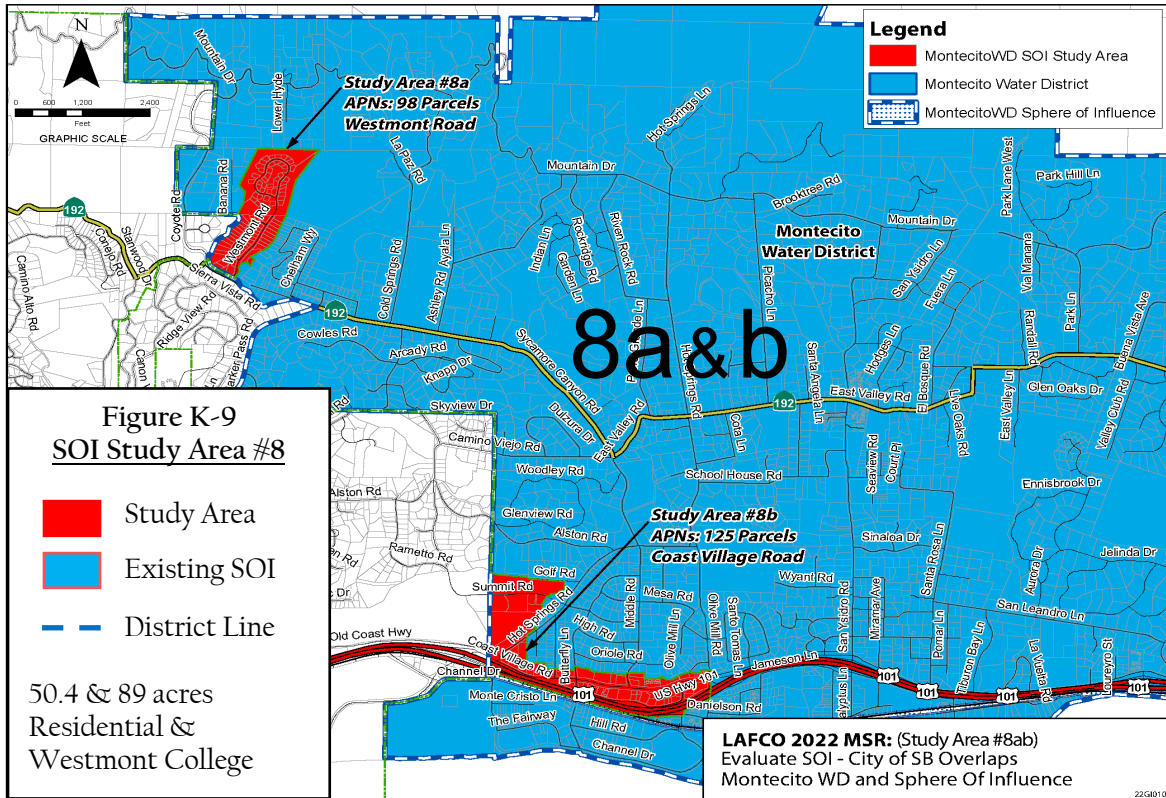 N
0 600 1,200 2,400
Feet
GRAPHIC SCALE
Legend
MontecitoWD SOI Study Area
Montecito Water District
MontecitoWD Sphere of Influence
Study Area #8a
APNs: 98 Parcels
Westmont Road
Mountain Dr
Lower Hyde
La Paz Rd
Hot Springs Ln
Banana Rd
Coyote Rd
Westmont Rd
Chelham Wy
192
Conejo Rd
Stanwood Dr
Camino Alto Rd
Sierra Vista Rd
Ridge View Rd
Parker Pass Rd
Cold Springs Rd
Ashley Rd
Ayala Ln
Mountain Dr
Indian Ln
Garden Ln
Rockridge Rd
Riven Rock Rd
Brooktree Rd
Mountain Dr
Park Lane West
Park Hill Ln
Montecito
Water District
Picacho Ln
San Ysidro Ln
Fuera Ln
Via Manana
Park Ln
Randall Rd
Buena Vista Ave
192
Cowles Rd
Arcady Rd
Knapp Dr
Sycamore Canyon Rd
8a&b
Hot Springs Rd
Santa Angela Ln
Hodges Ln
192
East Valley Rd
El Bosque Rd
Live Oaks Rd
East Valley Ln
Glen Oaks Dr
Valley Club Rd
Skyview Dr
Dulzura Dr
East Valley Rd
Cota Ln
Camino Viejo Rd
Woodley Rd
School House Rd
Seaview Rd
Court Pl
Ennisbrook Dr
Alston Rd
Glenview Rd
Alston Rd
Rametto Rd
Study Area #8b
APNs: 125 Parcels
Coast Village Road
Sinaloa Dr
Santa Rosa Ln
Aurora Dr
Jelinda Dr
Golf Rd
Summit Rd
Hot Springs Rd
Middle Rd
Mesa Rd
Wyant Rd
San Leandro Ln
Old Coast Hwy
Coast Village Rd
Butterfly Ln
High Rd
Oriole Rd
Olive Mill Ln
Olive Mill Rd
Santo Tomas Ln
San Ysidro Rd
Miramar Ave
Pomar Ln
Tiburon Bay Ln
La Vuelta Rd
Loureyro St
Channel Dr
Monte Cristo Ln
101
US Hwy 101
Jameson Ln
Danielson Rd
101
101
101
101
The Fairway
Hill Rd
Channel Dr
Figure K-9
SOI Study Area #8
Study Area
Existing SOI
District Line
50.4 & 89 acres
Residential &
Westmont College
LAFCO 2022 MSR: (Study Area #8ab)
Evaluate SOI - City of SB Overlaps
Montecito WD and Sphere Of Influence
22GI010